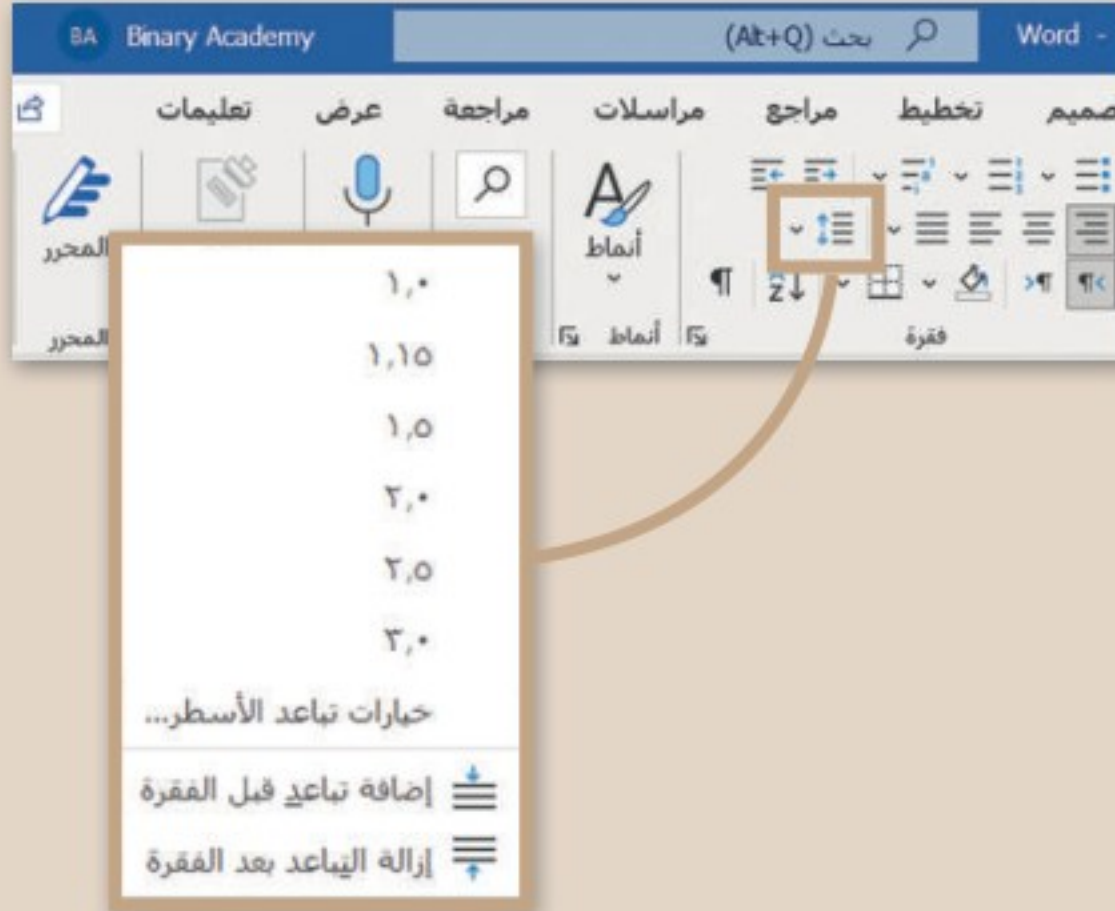 Word -
بحث (Alt+Q)
Binary Academy
BA
تخطيط
مراجع
مراسلات
مراجعة
عرض
تعليمات
أنماط
المحرر
فقرة
أنماط
المحرر
١,٠
١,١٥
١,٥
٢,٠
٢,٥
٣,٠
خيارات تباعد الأسطر...
إضافة تباعد قبل الفقرة
إزالة التباعد بعد الفقرة